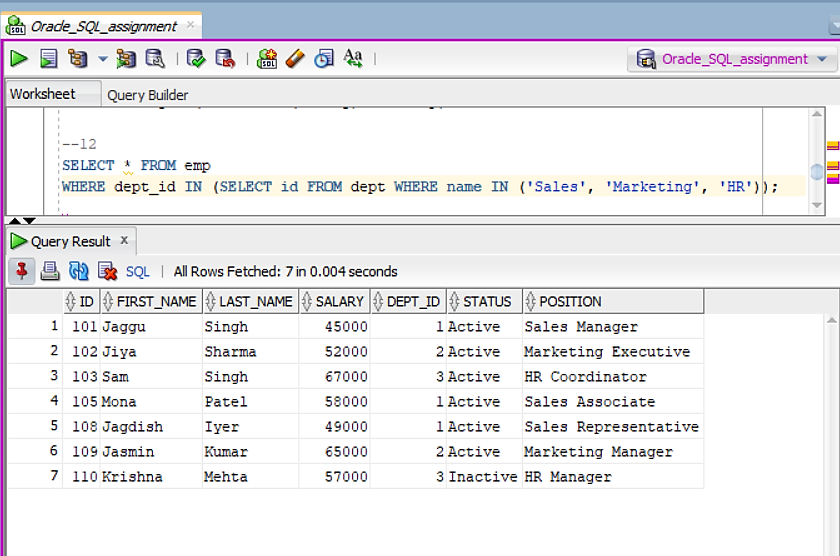 Oracle_SQL_assignment
SQL Aa Oracle_SQL_assignment
Worksheet Query Builder
--12
SELECT * FROM emp
WHERE dept_id IN (SELECT id FROM dept WHERE name IN ('Sales', 'Marketing', 'HR'));
Query Result x
SQL | All Rows Fetched: 7 in 0.004 seconds
ID FIRST_NAME LAST_NAME SALARY DEPT_ID STATUS POSITION
1 101 Jaggu Singh 45000 1 Active Sales Manager
2 102 Jiya Sharma 52000 2 Active Marketing Executive
3 103 Sam Singh 67000 3 Active HR Coordinator
4 105 Mona Patel 58000 1 Active Sales Associate
5 108 Jagdish Iyer 49000 1 Active Sales Representative
6 109 Jasmin Kumar 65000 2 Active Marketing Manager
7 110 Krishna Mehta 57000 3 Inactive HR Manager